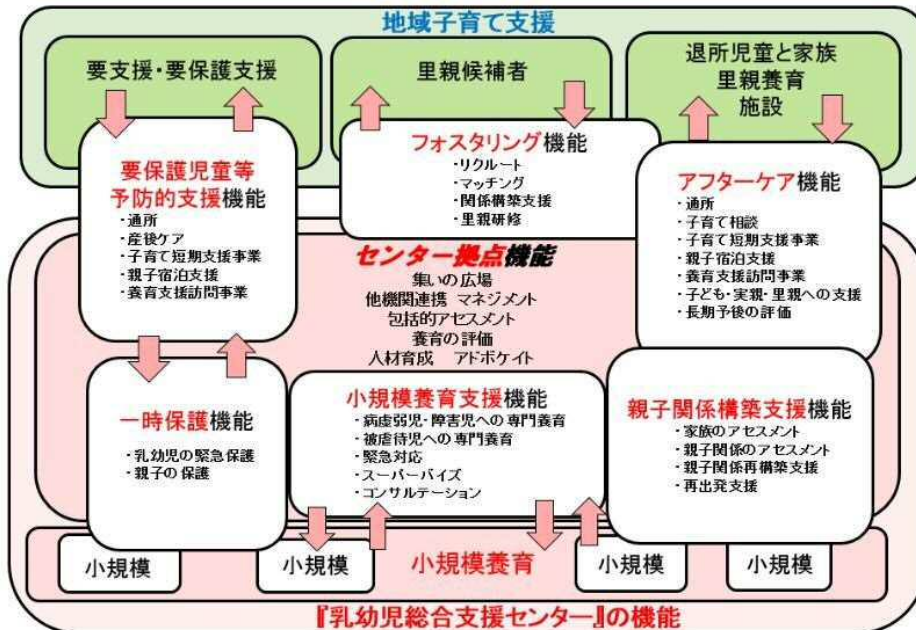 地域子育て支援
要支援・要保護支援
里親候補者
退所児童と家族
里親養育
施設
要保護児童等
予防的支援機能
・通所
・産後ケア
・子育て短期支援事業
・親子宿泊支援
・養育支援訪問事業
フォスタリング機能
・リクルート
・マッチング
・関係構築支援
・里親研修
アフターケア機能
・通所
・子育て相談
・子育て短期支援事業
・親子宿泊支援
・養育支援訪問事業
・子ども・実親・里親への支援
・長期予後の評価
センター拠点機能
集いの広場
他機関連携 マネジメント
包括的アセスメント
養育の評価
人材育成 アドボケイト
一時保護機能
・乳幼児の緊急保護
・親子の保護
小規模養育支援機能
・病虚弱児・障害児への専門養育
・被虐待児への専門養育
・緊急対応
・スーパーバイズ
・コンサルテーション
親子関係構築支援機能
・家族のアセスメント
・親子関係のアセスメント
・親子関係再構築支援
・再出発支援
小規模
小規模
小規模養育
小規模
小規模
『乳幼児総合支援センター』の機能